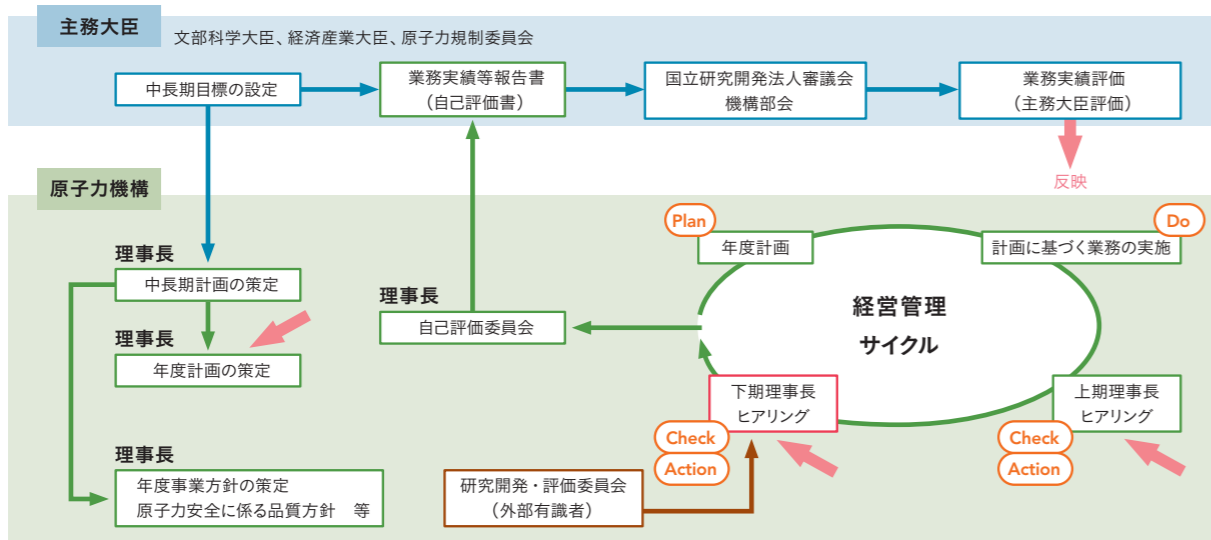 主務大臣
文部科学大臣、経済産業大臣、原子力規制委員会
中長期目標の設定
業務実績等報告書
（自己評価書）
国立研究開発法人審議会
機構部会
業務実績評価
（主務大臣評価）
反映
原子力機構
理事長
中長期計画の策定
理事長
年度計画の策定
理事長
年度事業方針の策定
原子力安全に係る品質方針　等
理事長
自己評価委員会
Plan
年度計画
Do
計画に基づく業務の実施
経営管理
サイクル
下期理事長
ヒアリング
Check
Action
上期理事長
ヒアリング
Check
Action
研究開発・評価委員会
（外部有識者）